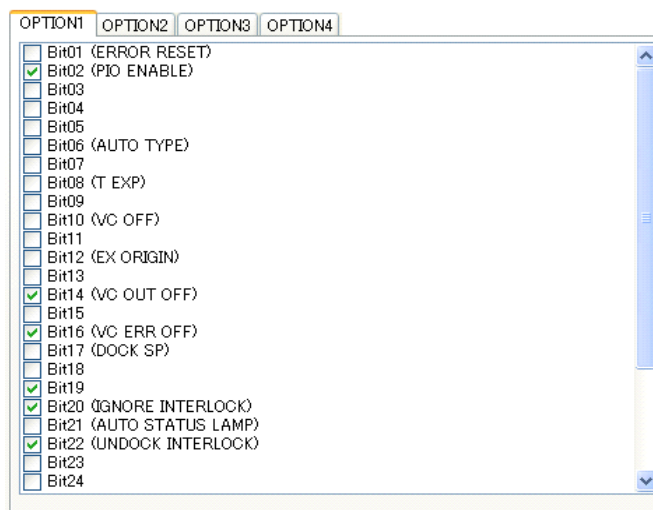 OPTION1 OPTION2 OPTION3 OPTION4
Bit01 (ERROR RESET)
Bit02 (PIO ENABLE)
Bit03
Bit04
Bit05
Bit06 (AUTO TYPE)
Bit07
Bit08 (T EXP)
Bit09
Bit10 (VC OFF)
Bit11
Bit12 (EX ORIGIN)
Bit13
Bit14 (VC OUT OFF)
Bit15
Bit16 (VC ERR OFF)
Bit17 (DOCK SP)
Bit18
Bit19
Bit20 (IGNORE INTERLOCK)
Bit21 (AUTO STATUS LAMP)
Bit22 (UNDOCK INTERLOCK)
Bit23
Bit24